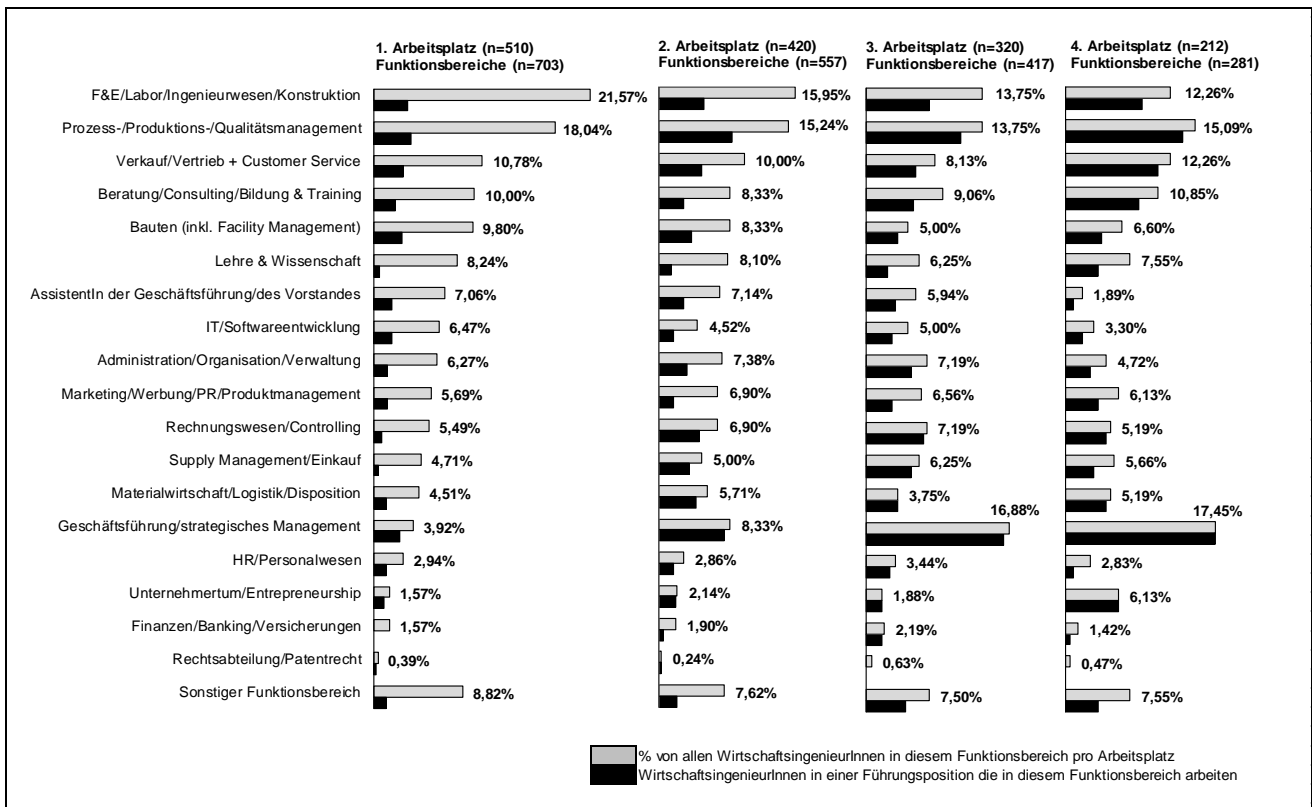 1. Arbeitsplatz (n=510) 2. Arbeitsplatz (n=420) 3. Arbeitsplatz (n=320) 4. Arbeitsplatz (n=212)
Funktionsbereiche (n=703) Funktionsbereiche (n=557) Funktionsbereiche (n=417) Funktionsbereiche (n=281)
F&E/Labor/Ingenieurwesen/Konstruktion 21,57% 15,95% 13,75% 12,26%
Prozess-/Produktions-/Qualitätsmanagement 18,04% 15,24% 13,75% 15,09%
Verkauf/Vertrieb + Customer Service 10,78% 10,00% 8,13% 12,26%
Beratung/Consulting/Bildung & Training 10,00% 8,33% 9,06% 10,85%
Bauten (inkl. Facility Management) 9,80% 8,33% 5,00% 6,60%
Lehre & Wissenschaft 8,24% 8,10% 6,25% 7,55%
AssistentIn der Geschäftsführung/des Vorstandes 7,06% 7,14% 5,94% 1,89%
IT/Softwareentwicklung 6,47% 4,52% 5,00% 3,30%
Administration/Organisation/Verwaltung 6,27% 7,38% 7,19% 4,72%
Marketing/Werbung/PR/Produktmanagement 5,69% 6,90% 6,56% 6,13%
Rechnungswesen/Controlling 5,49% 6,90% 7,19% 5,19%
Supply Management/Einkauf 4,71% 5,00% 6,25% 5,66%
Materialwirtschaft/Logistik/Disposition 4,51% 5,71% 3,75% 5,19%
Geschäftsführung/strategisches Management 3,92% 8,33% 16,88% 17,45%
HR/Personalwesen 2,94% 2,86% 3,44% 2,83%
Unternehmertum/Entrepreneurship 1,57% 2,14% 1,88% 6,13%
Finanzen/Banking/Versicherungen 1,57% 1,90% 2,19% 1,42%
Rechtsabteilung/Patentrecht 0,39% 0,24% 0,63% 0,47%
Sonstiger Funktionsbereich 8,82% 7,62% 7,50% 7,55%
% von allen WirtschaftsingenieurInnen in diesem Funktionsbereich pro Arbeitsplatz
WirtschaftsingenieurInnen in einer Führungsposition die in diesem Funktionsbereich arbeiten